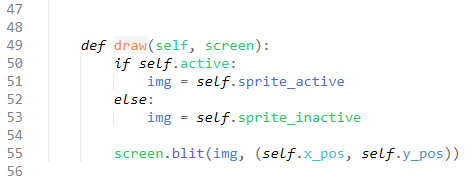 47
48
49 def draw(self, screen):
50 if self.active:
51 img = self.sprite_active
52 else:
53 img = self.sprite_inactive
54
55 screen.blit(img, (self.x_pos, self.y_pos))
56